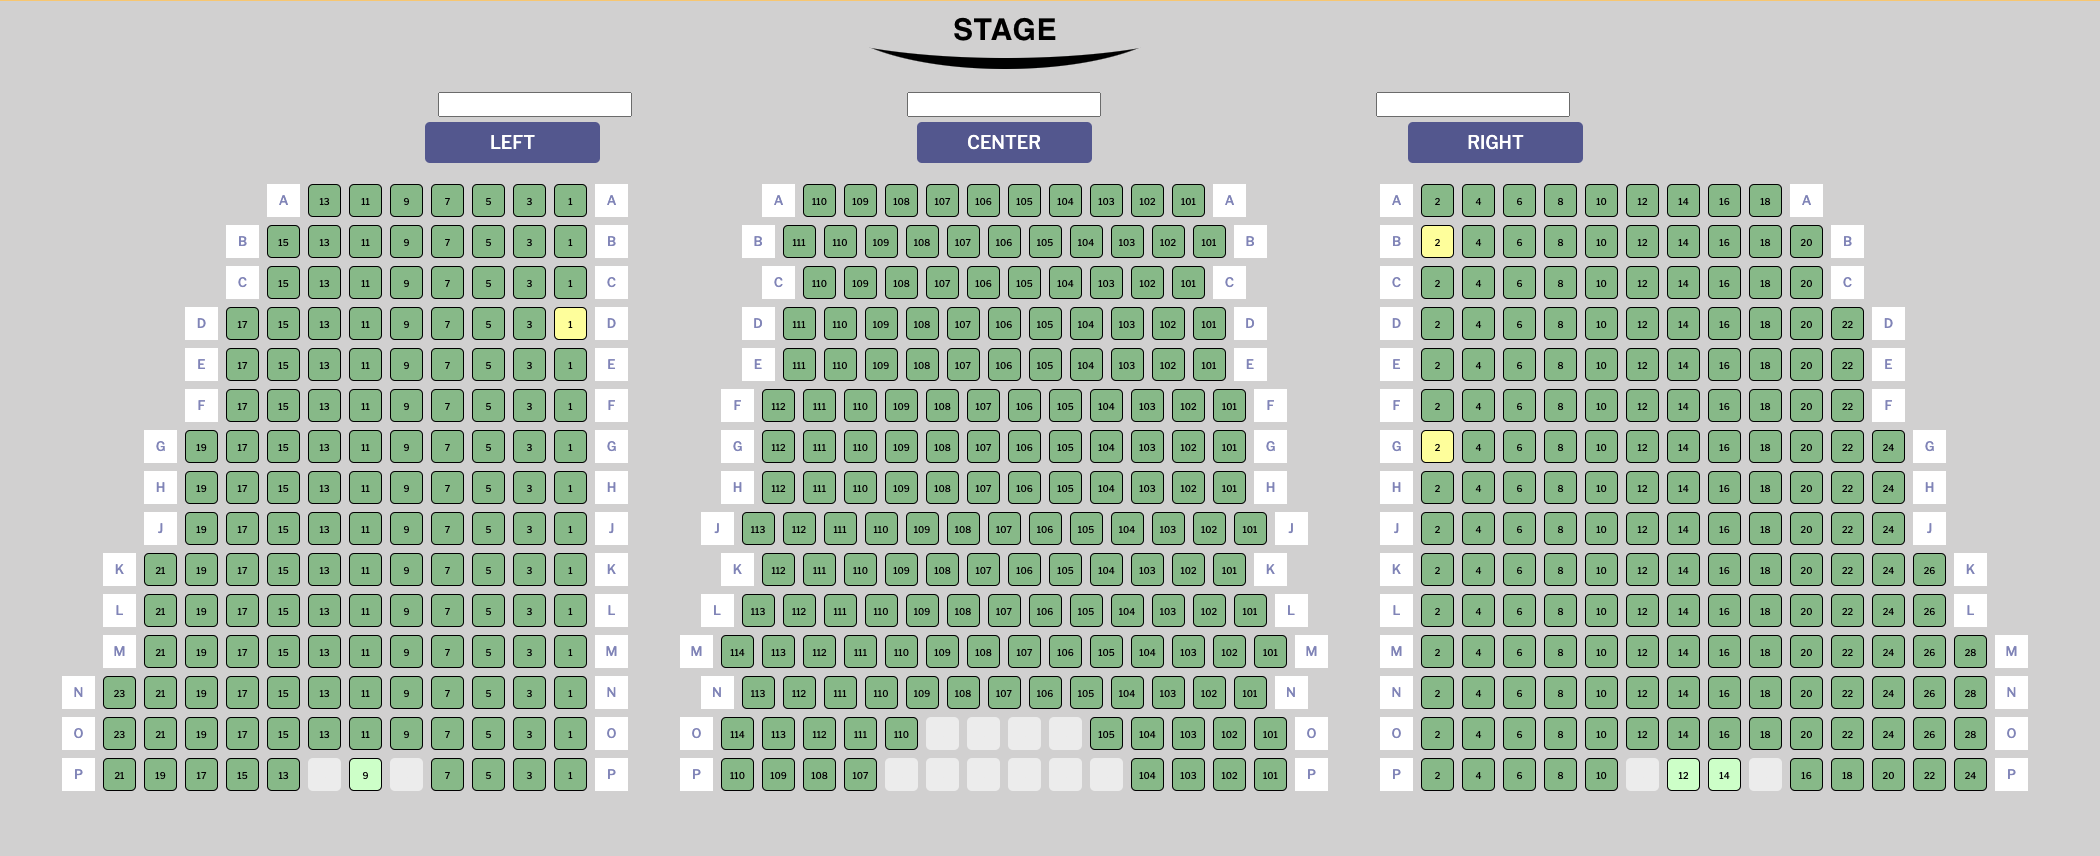 STAGE
LEFT CENTER RIGHT
A 13 11 9 7 5 3 1 A A 110 109 108 107 106 105 104 103 102 101 A A 2 4 6 8 10 12 14 16 18 A
B 15 13 11 9 7 5 3 1 B B 111 110 109 108 107 106 105 104 103 102 101 B B 2 4 6 8 10 12 14 16 18 20 B
C 15 13 11 9 7 5 3 1 C C 110 109 108 107 106 105 104 103 102 101 C C 2 4 6 8 10 12 14 16 18 20 C
D 17 15 13 11 9 7 5 3 1 D D 111 110 109 108 107 106 105 104 103 102 101 D D 2 4 6 8 10 12 14 16 18 20 22 D
E 17 15 13 11 9 7 5 3 1 E E 111 110 109 108 107 106 105 104 103 102 101 E E 2 4 6 8 10 12 14 16 18 20 22 E
F 17 15 13 11 9 7 5 3 1 F F 112 111 110 109 108 107 106 105 104 103 102 101 F F 2 4 6 8 10 12 14 16 18 20 22 F
G 19 17 15 13 11 9 7 5 3 1 G G 112 111 110 109 108 107 106 105 104 103 102 101 G G 2 4 6 8 10 12 14 16 18 20 22 24 G
H 19 17 15 13 11 9 7 5 3 1 H H 112 111 110 109 108 107 106 105 104 103 102 101 H H 2 4 6 8 10 12 14 16 18 20 22 24 H
J 19 17 15 13 11 9 7 5 3 1 J J 113 112 111 110 109 108 107 106 105 104 103 102 101 J J 2 4 6 8 10 12 14 16 18 20 22 24 J
K 21 19 17 15 13 11 9 7 5 3 1 K K 112 111 110 109 108 107 106 105 104 103 102 101 K K 2 4 6 8 10 12 14 16 18 20 22 24 26 K
L 21 19 17 15 13 11 9 7 5 3 1 L L 113 112 111 110 109 108 107 106 105 104 103 102 101 L L 2 4 6 8 10 12 14 16 18 20 22 24 26 L
M 21 19 17 15 13 11 9 7 5 3 1 M M 114 113 112 111 110 109 108 107 106 105 104 103 102 101 M M 2 4 6 8 10 12 14 16 18 20 22 24 26 28 M
N 23 21 19 17 15 13 11 9 7 5 3 1 N N 113 112 111 110 109 108 107 106 105 104 103 102 101 N N 2 4 6 8 10 12 14 16 18 20 22 24 26 28 N
O 23 21 19 17 15 13 11 9 7 5 3 1 O O 114 113 112 111 110 105 104 103 102 101 O O 2 4 6 8 10 12 14 16 18 20 22 24 26 28 O
P 21 19 17 15 13 9 7 5 3 1 P P 110 109 108 107 104 103 102 101 P P 2 4 6 8 10 12 14 16 18 20 22 24 P